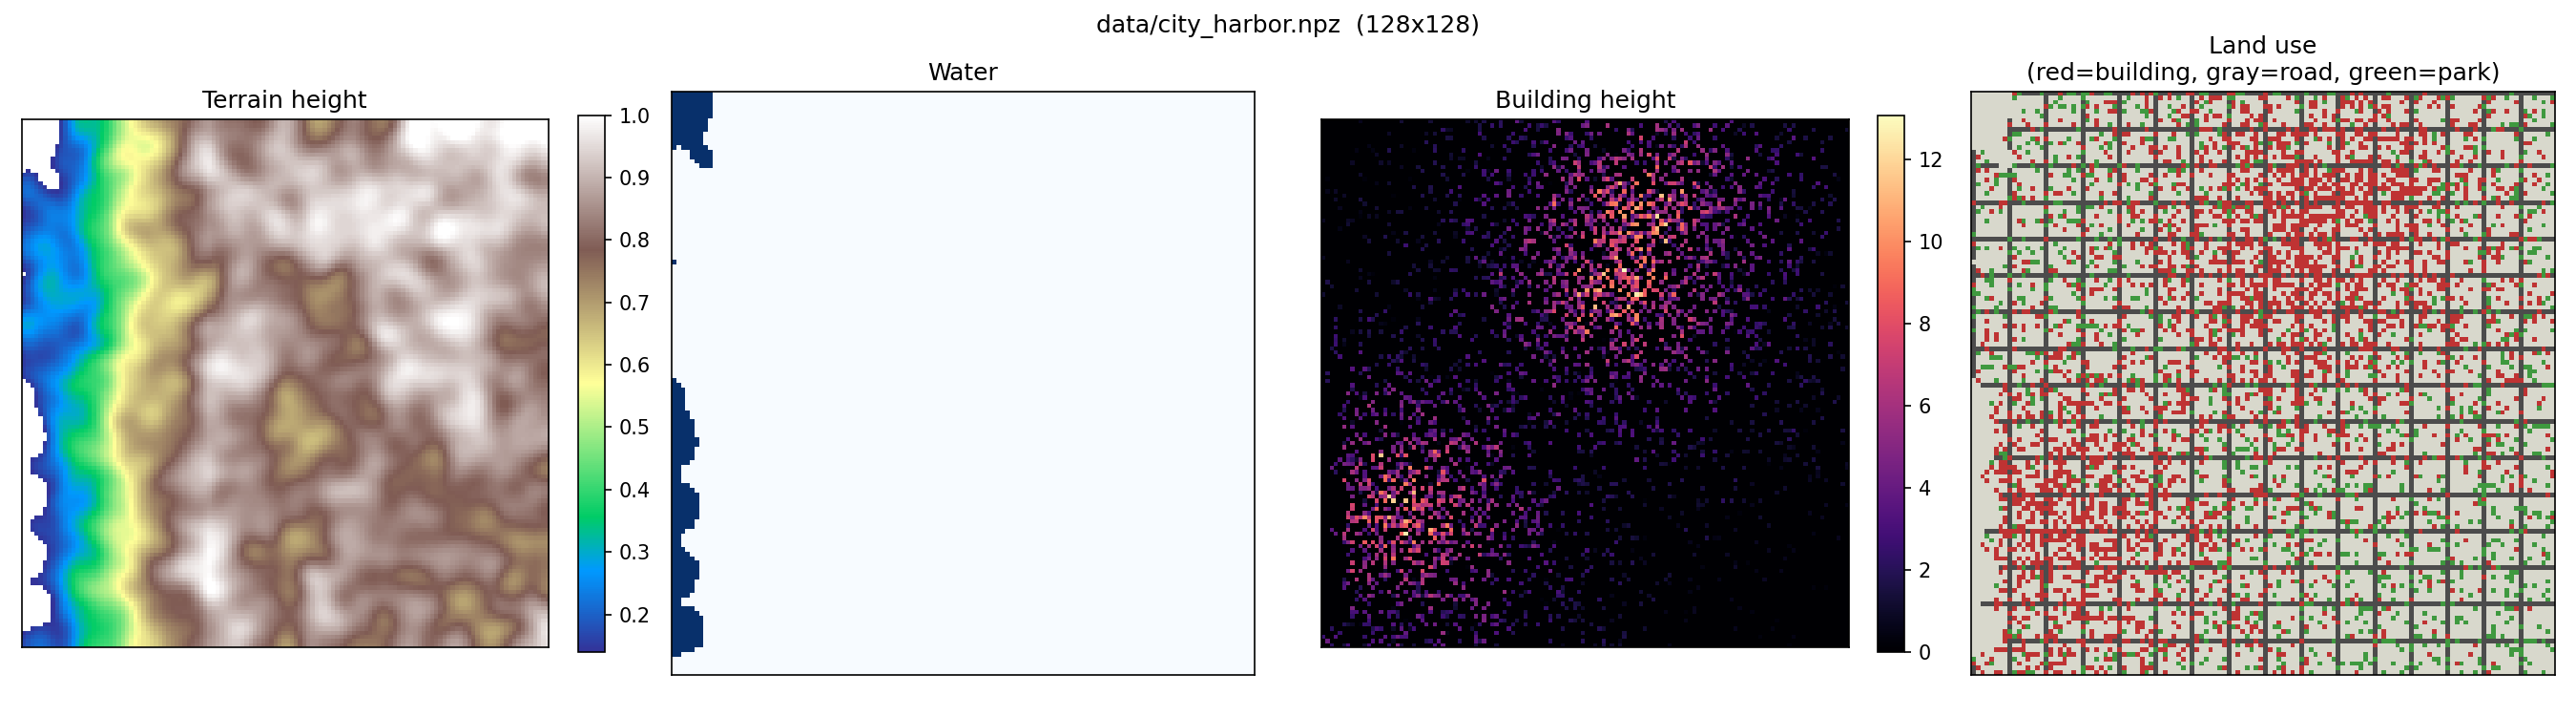 data/city_harbor.npz  (128x128)
Terrain height
1.0
0.9
0.8
0.7
0.6
0.5
0.4
0.3
0.2
Water
Building height
12
10
8
6
4
2
0
Land use
(red=building, gray=road, green=park)